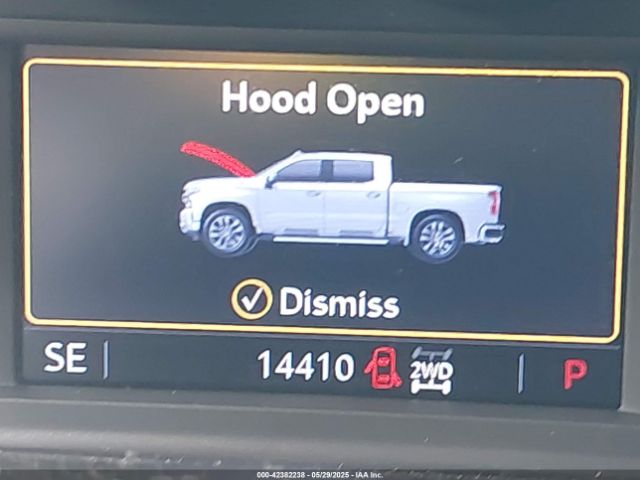 Hood Open
Dismiss
SE 14410 2WD P
000-42382238 - 05/29/2025 - IAA Inc.